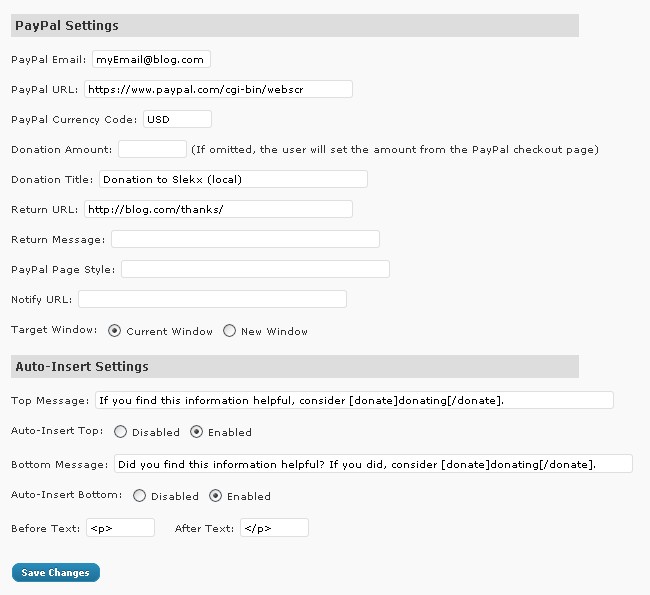 PayPal Settings
PayPal Email: myEmail@blog.com
PayPal URL: https://www.paypal.com/cgi-bin/webscr
PayPal Currency Code: USD
Donation Amount: (If omitted, the user will set the amount from the PayPal checkout page)
Donation Title: Donation to Slekx (local)
Return URL: http://blog.com/thanks/
Return Message:
PayPal Page Style:
Notify URL:
Target Window: Current Window New Window
Auto-Insert Settings
Top Message: If you find this information helpful, consider [donate]donating[/donate].
Auto-Insert Top: Disabled Enabled
Bottom Message: Did you find this information helpful? If you did, consider [donate]donating[/donate].
Auto-Insert Bottom: Disabled Enabled
Before Text: <p> After Text: </p>
Save Changes